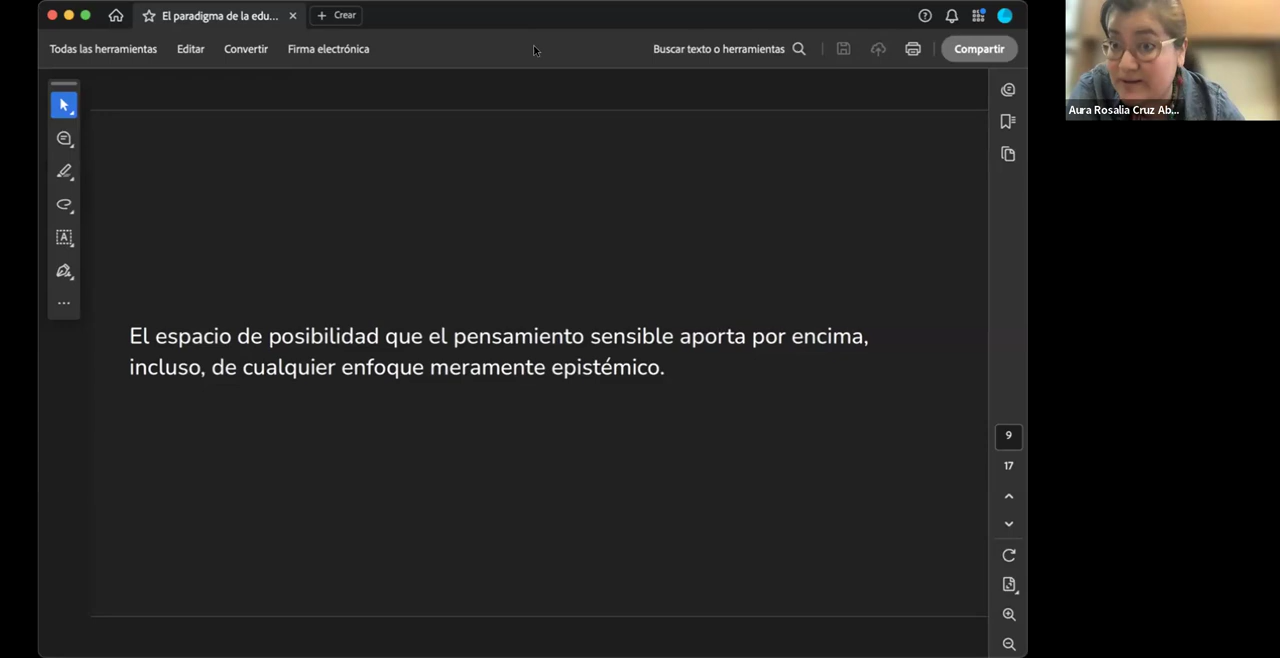 El paradigma de la edu...
Crear
Todas las herramientas
Editar
Convertir
Firma electrónica
Buscar texto o herramientas
Compartir
Aura Rosalia Cruz Ab...
El espacio de posibilidad que el pensamiento sensible aporta por encima,
incluso, de cualquier enfoque meramente epistémico.
9
17